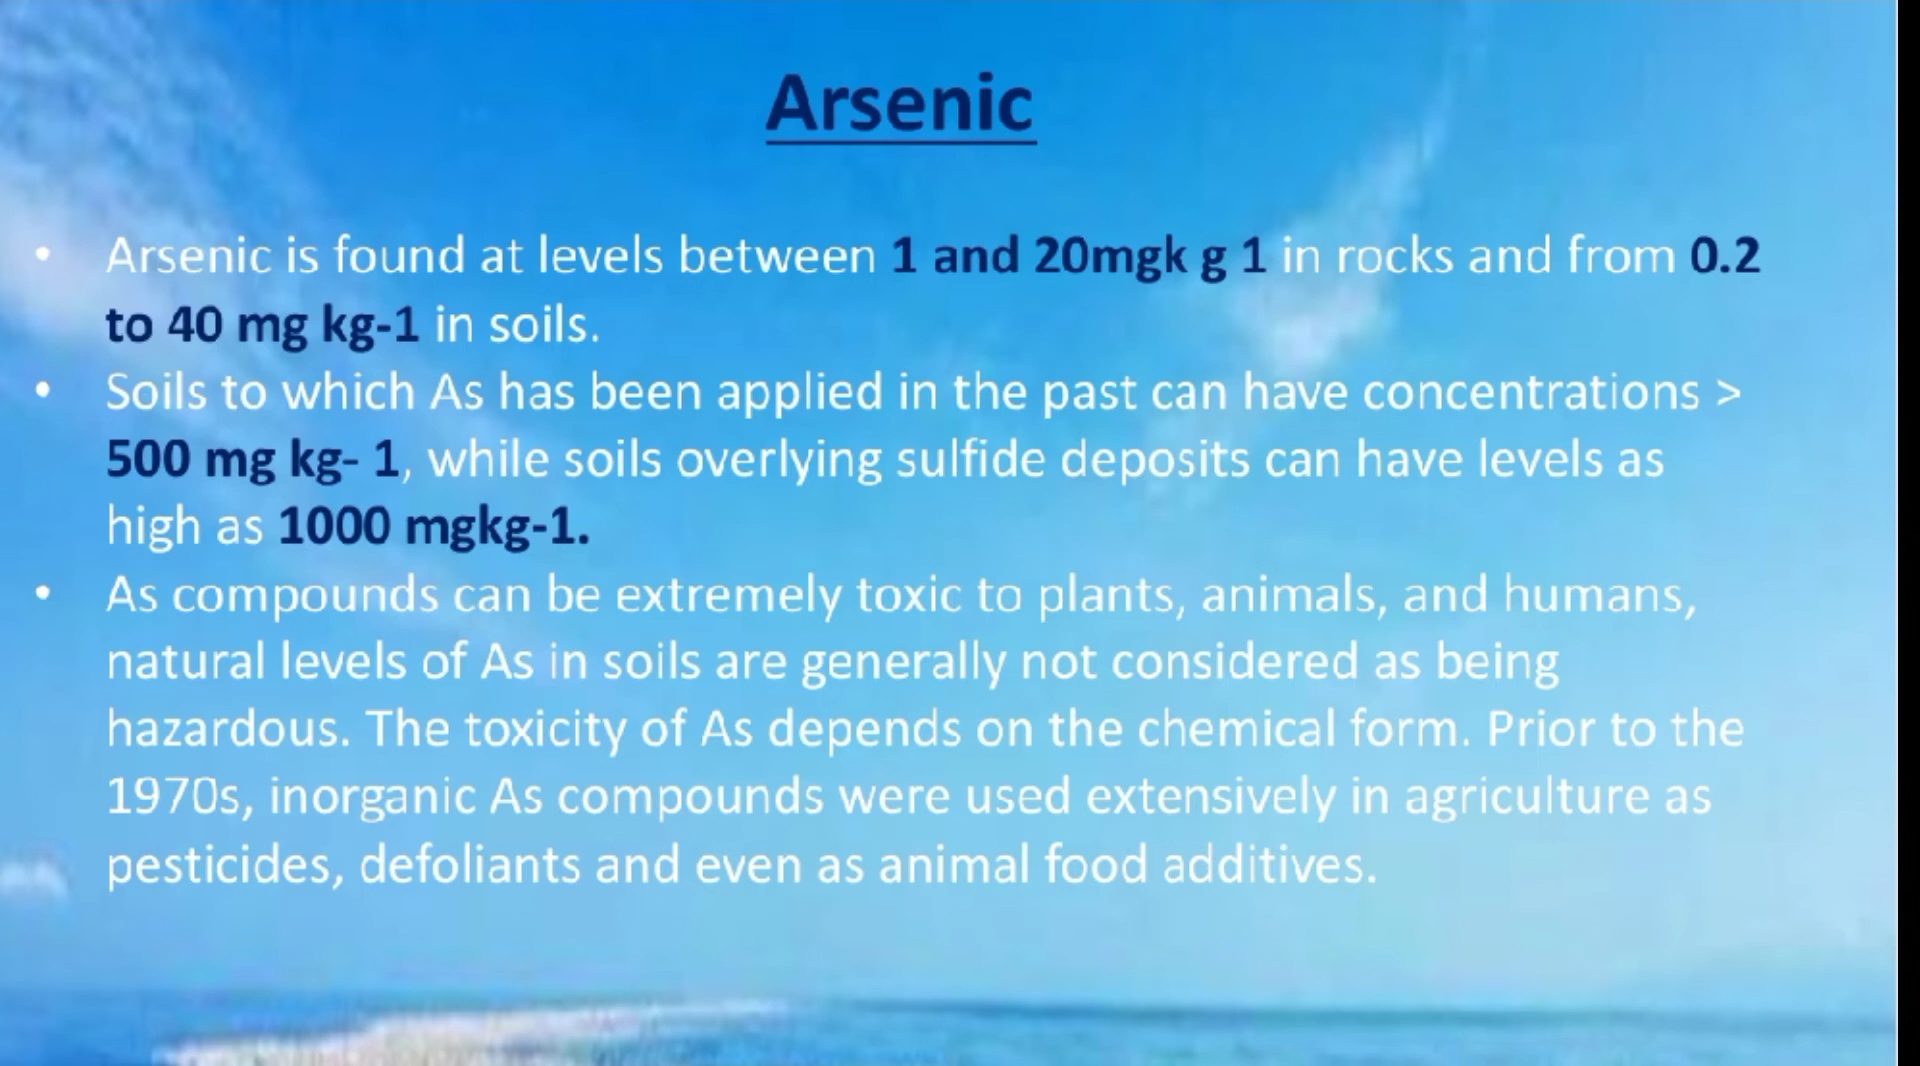 Arsenic
• Arsenic is found at levels between 1 and 20mgk g 1 in rocks and from 0.2
to 40 mg kg-1 in soils.
• Soils to which As has been applied in the past can have concentrations >
500 mg kg- 1, while soils overlying sulfide deposits can have levels as
high as 1000 mgkg-1.
• As compounds can be extremely toxic to plants, animals, and humans,
natural levels of As in soils are generally not considered as being
hazardous. The toxicity of As depends on the chemical form. Prior to the
1970s, inorganic As compounds were used extensively in agriculture as
pesticides, defoliants and even as animal food additives.